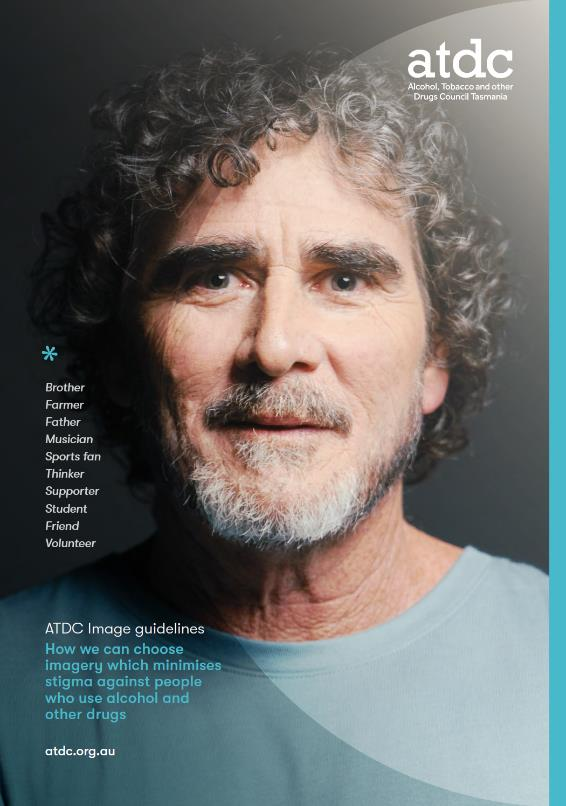 atdc
Alcohol, Tobacco and other
Drugs Council Tasmania
*
Brother
Farmer
Father
Musician
Sports fan
Thinker
Supporter
Student
Friend
Volunteer
ATDC Image guidelines
How we can choose
imagery which minimises
stigma against people
who use alcohol and
other drugs
atdc.org.au